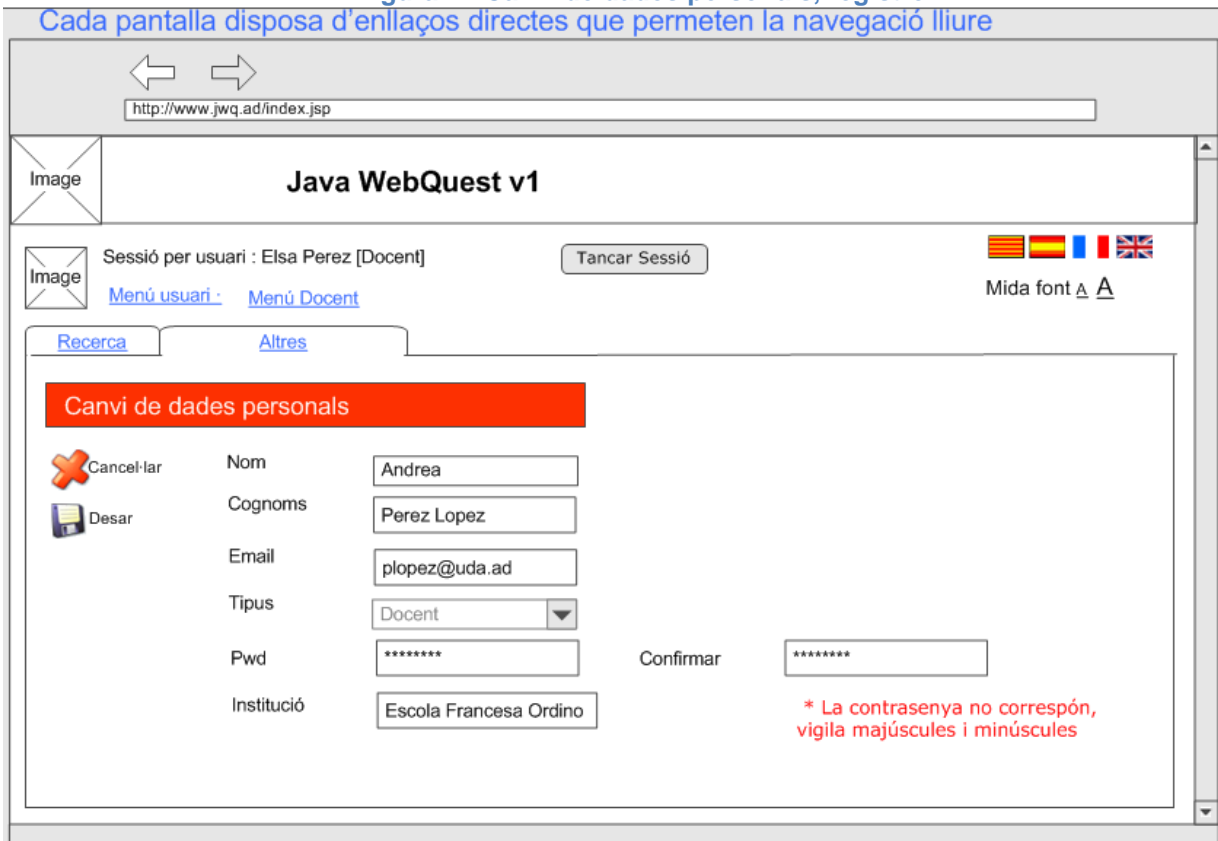 Cada pantalla disposa d'enllaços directes que permeten la navegació lliure
http://www.jwq.ad/index.jsp
Image
Java WebQuest v1
Image
Sessió per usuari : Elsa Perez [Docent]
Tancar Sessió
Menú usuari ·
Menú Docent
Mida font A A
Recerca
Altres
Canvi de dades personals
Cancel·lar
Nom
Andrea
Cognoms
Perez Lopez
Desar
Email
plopez@uda.ad
Tipus
Docent
Pwd
********
Confirmar
********
Institució
Escola Francesa Ordino
* La contrasenya no correspón,
vigila majúscules i minúscules